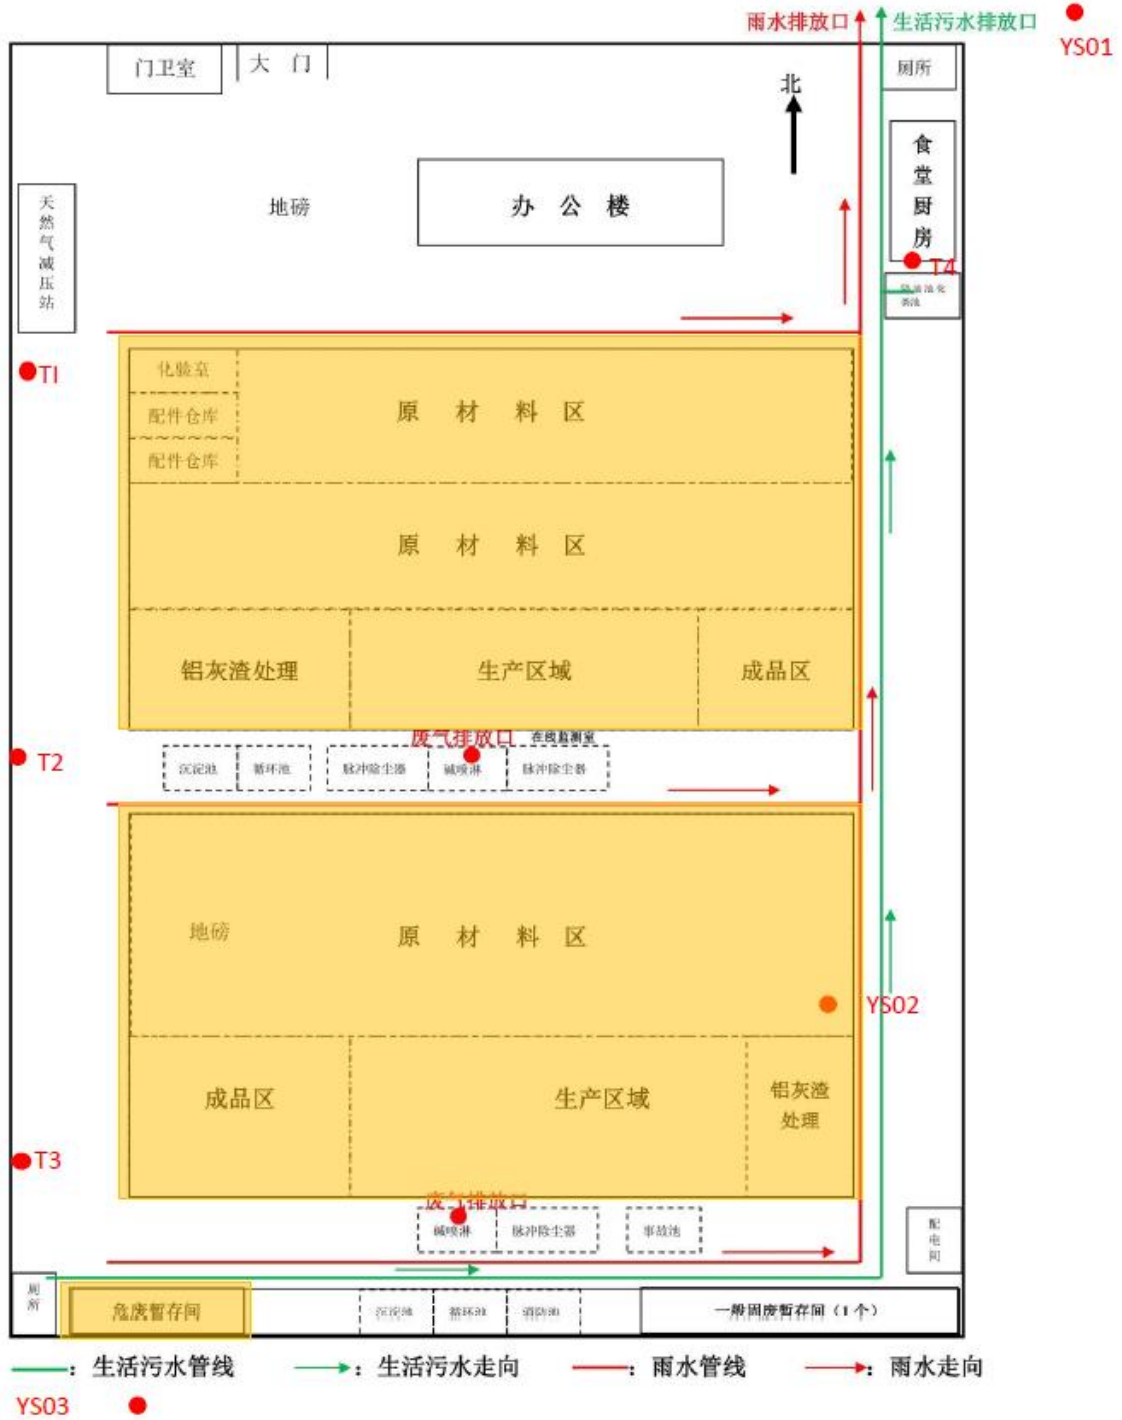 雨水排放口
生活污水排放口
YS01
门卫室
大 门
北
厕所
食堂厨房
天然气减压站
地磅
办 公 楼
T4
T1
化验室
配件仓库
配件仓库
原 材 料 区
原 材 料 区
铝灰渣处理
生产区域
成品区
废气排放口
在线监测室
T2
沉淀池
循环池
脉冲除尘器
碱喷淋
脉冲除尘器
地磅
原 材 料 区
YS02
成品区
生产区域
铝灰渣
处理
T3
废气排放口
碱喷淋
脉冲除尘器
事故池
配电间
厕所
危废暂存间
沉淀池
循环池
消防池
一般固废暂存间（1 个）
：生活污水管线
：生活污水走向
：雨水管线
：雨水走向
YS03